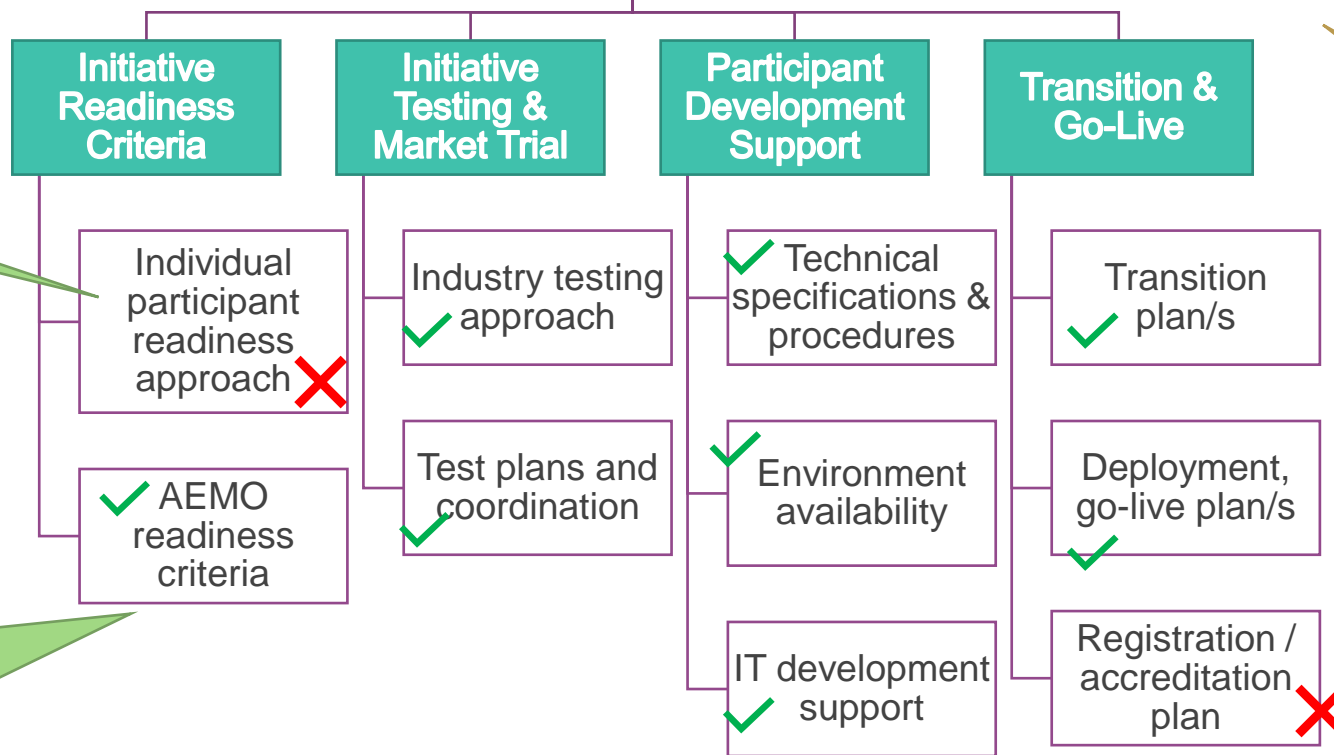 Initiative
Readiness
Criteria
Individual
participant
readiness
approach
AEMO
readiness
criteria
Initiative
Testing &
Market Trial
Industry testing
approach
Test plans and
coordination
Participant
Development
Support
Technical
specifications &
procedures
Environment
availability
IT development
support
Transition &
Go-Live
Transition
plan/s
Deployment,
go-live plan/s
Registration /
accreditation
plan